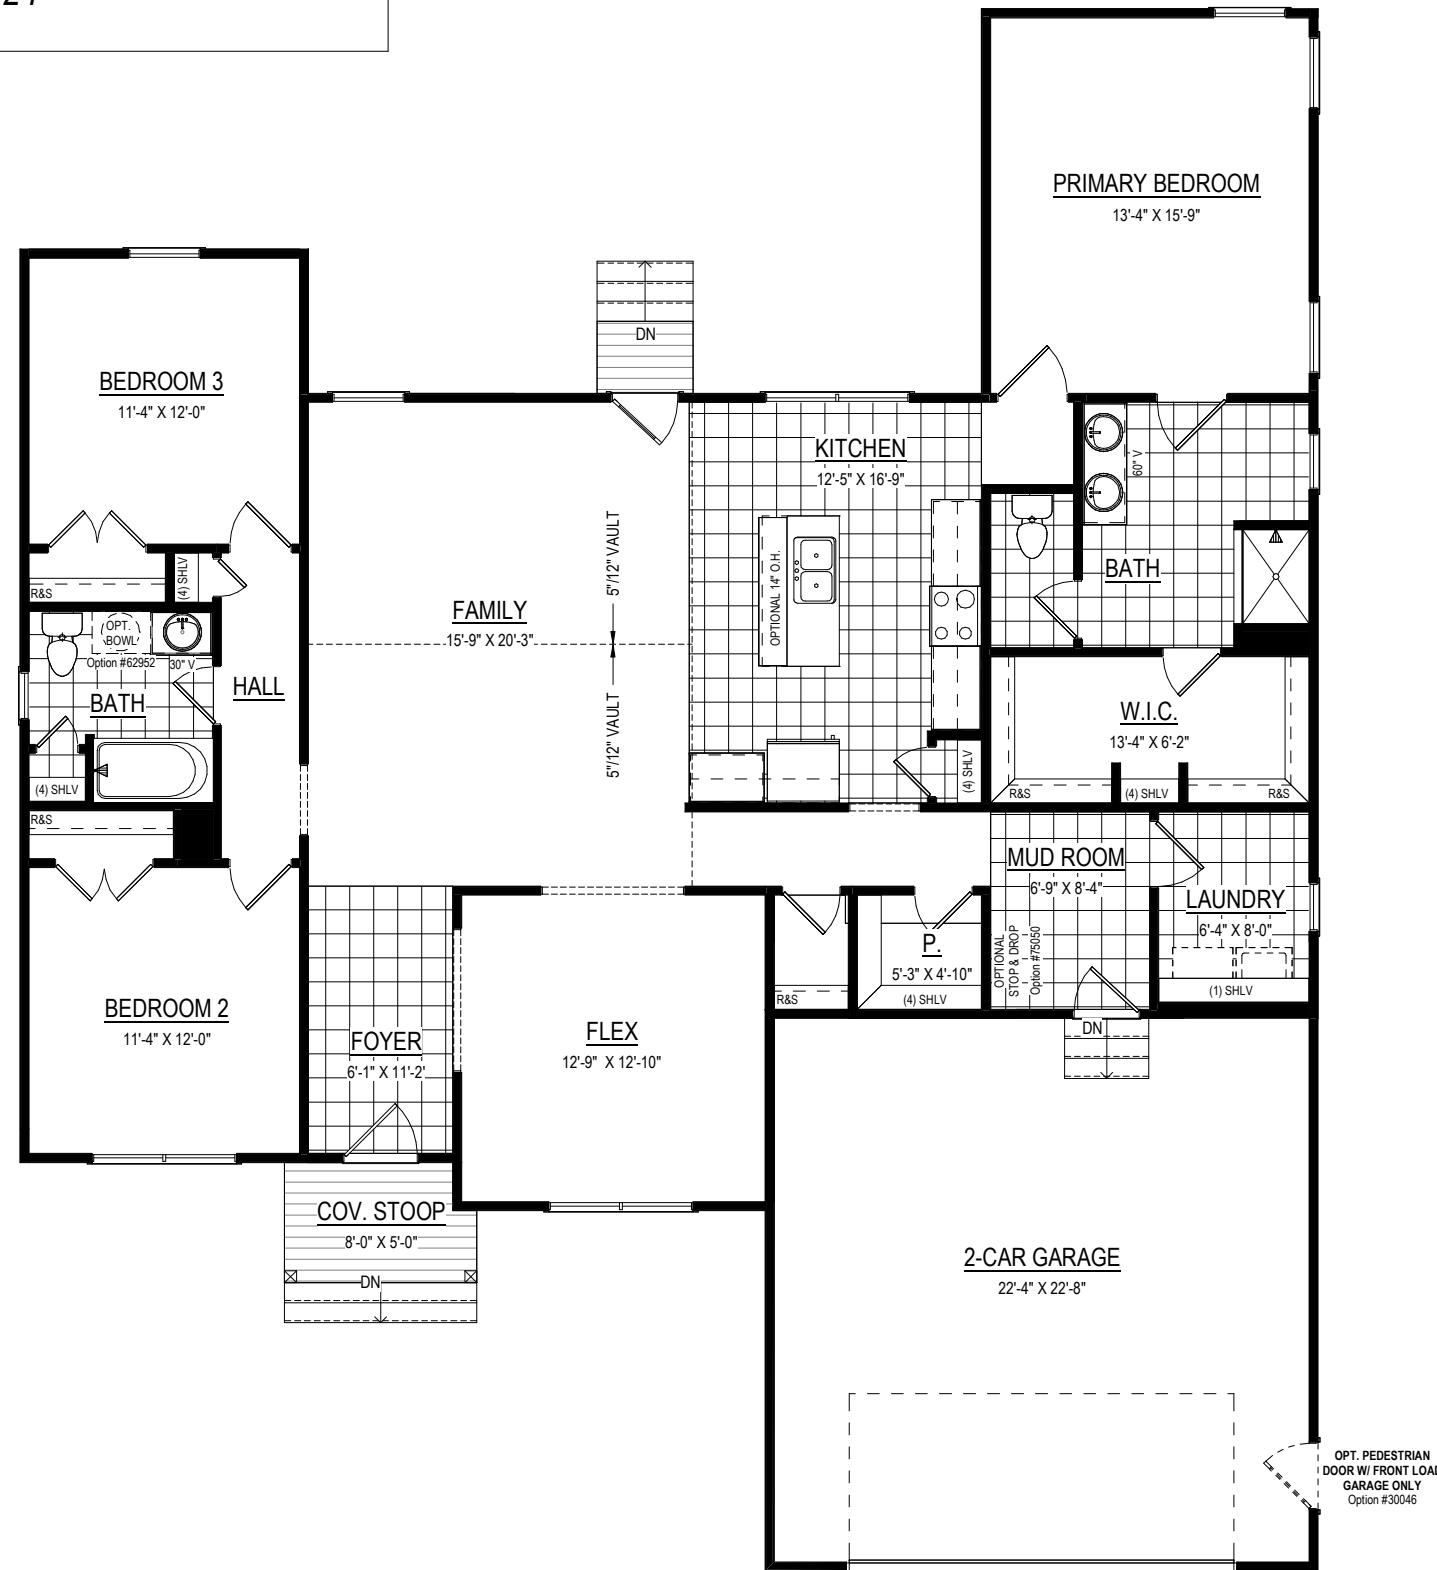 PRIMARY BEDROOM
13'-4" X 15'-9"
DN
BEDROOM 3
11'-4" X 12'-0"
KITCHEN
12'-5" X 16'-9"
60" V
5"/12" VAULT
5"/12" VAULT
OPTIONAL 14" O.H.
FAMILY
15'-9" X 20'-3"
BATH
R&S
(4) SHLV
OPT.
BOWL
Option #62952
30" V
HALL
BATH
(4) SHLV
W.I.C.
13'-4" X 6'-2"
R&S
(4) SHLV
R&S
(4) SHLV
R&S
MUD ROOM
6'-9" X 8'-4"
LAUNDRY
6'-4" X 8'-0"
(1) SHLV
OPTIONAL
STOP & DROP
Option #75050
P.
5'-3" X 4'-10"
(4) SHLV
R&S
BEDROOM 2
11'-4" X 12'-0"
FOYER
6'-1" X 11'-2'
FLEX
12'-9" X 12'-10"
DN
COV. STOOP
8'-0" X 5'-0"
DN
2-CAR GARAGE
22'-4" X 22'-8"
OPT. PEDESTRIAN
DOOR W/ FRONT LOAD
GARAGE ONLY
Option #30046